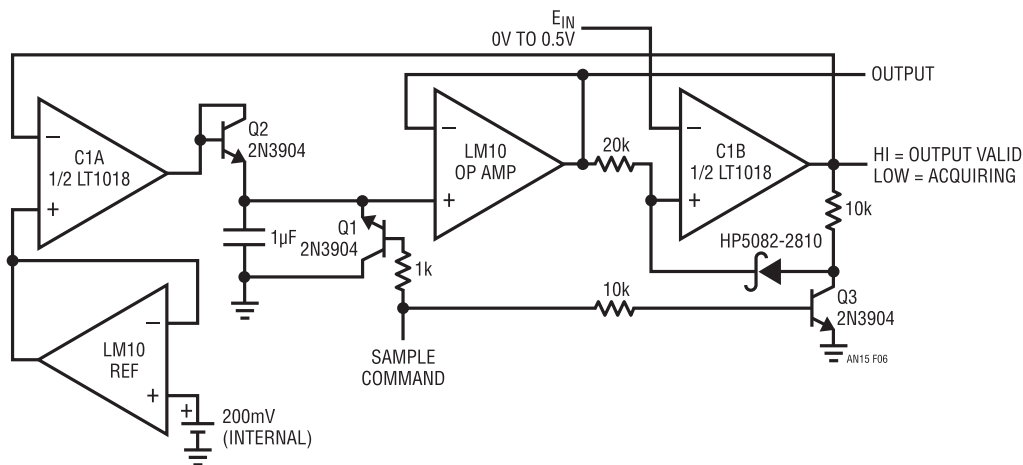 E_IN
0V TO 0.5V
OUTPUT
−
C1A
1/2 LT1018
+
Q2
2N3904
−
LM10
OP AMP
+
20k
−
C1B
1/2 LT1018
+
HI = OUTPUT VALID
LOW = ACQUIRING
10k
1µF
Q1
2N3904
1k
HP5082-2810
10k
Q3
2N3904
AN15 F06
SAMPLE
COMMAND
−
LM10
REF
+
+
200mV
(INTERNAL)